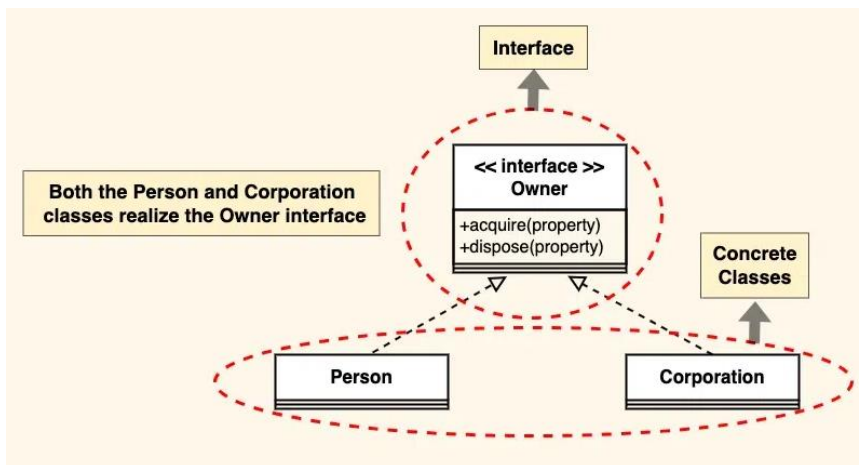 Interface
<< interface >>
Owner
+acquire(property)
+dispose(property)
Both the Person and Corporation
classes realize the Owner interface
Concrete
Classes
Person
Corporation